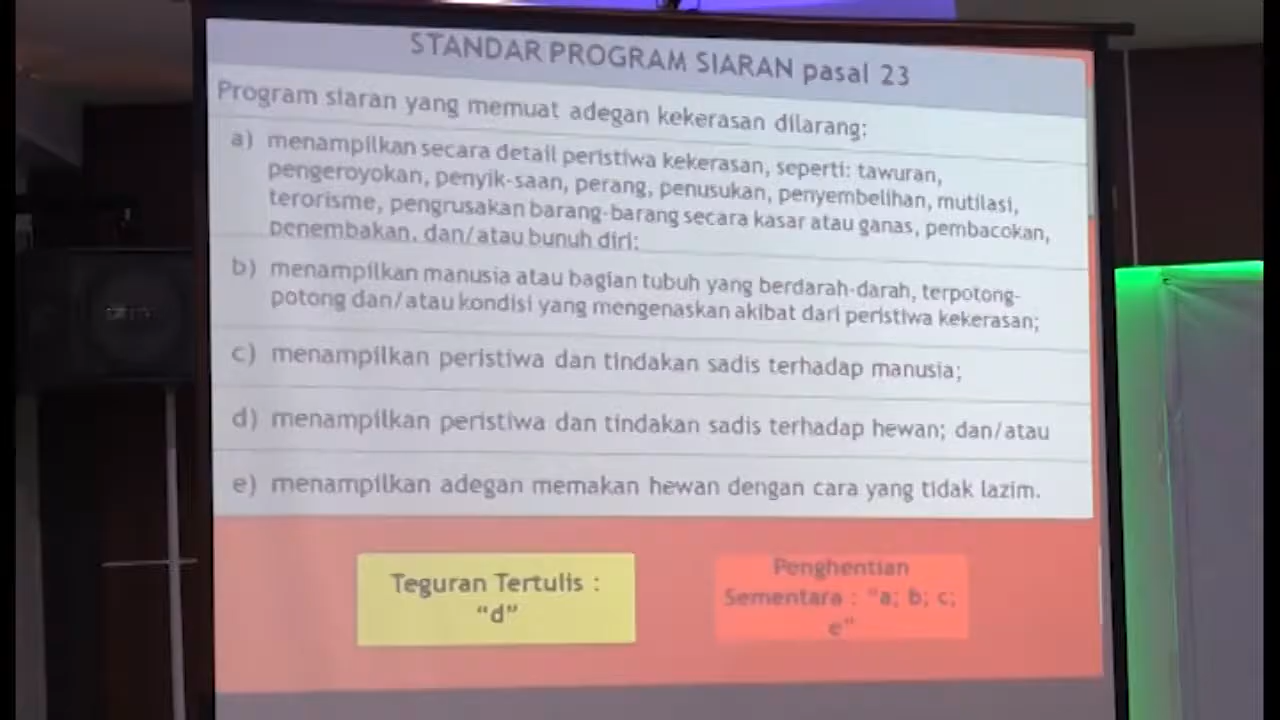 STANDAR PROGRAM SIARAN pasal 23
Program siaran yang memuat adegan kekerasan dilarang:
a) menampilkan secara detail peristiwa kekerasan, seperti: tawuran,
pengeroyokan, penyik-saan, perang, penusukan, penyembelihan, mutilasi,
terorisme, pengrusakan barang-barang secara kasar atau ganas, pembacokan,
penembakan, dan/atau bunuh diri;
b) menampilkan manusia atau bagian tubuh yang berdarah-darah, terpotong-
potong dan/atau kondisi yang mengenaskan akibat dari peristiwa kekerasan;
c) menampilkan peristiwa dan tindakan sadis terhadap manusia;
d) menampilkan peristiwa dan tindakan sadis terhadap hewan; dan/atau
e) menampilkan adegan memakan hewan dengan cara yang tidak lazim.
Teguran Tertulis :
"d"
Penghentian
Sementara : "a; b; c;
e"